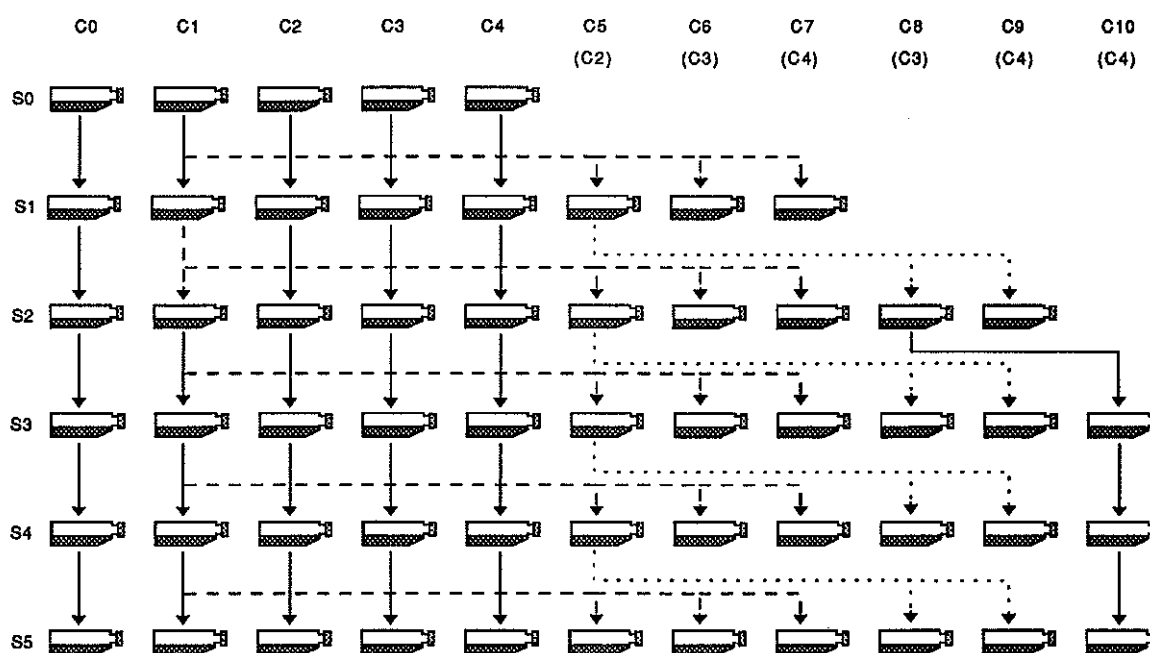 C0 C1 C2 C3 C4 C5 C6 C7 C8 C9 C10
(C2) (C3) (C4) (C3) (C4) (C4)
S0
S1
S2
S3
S4
S5